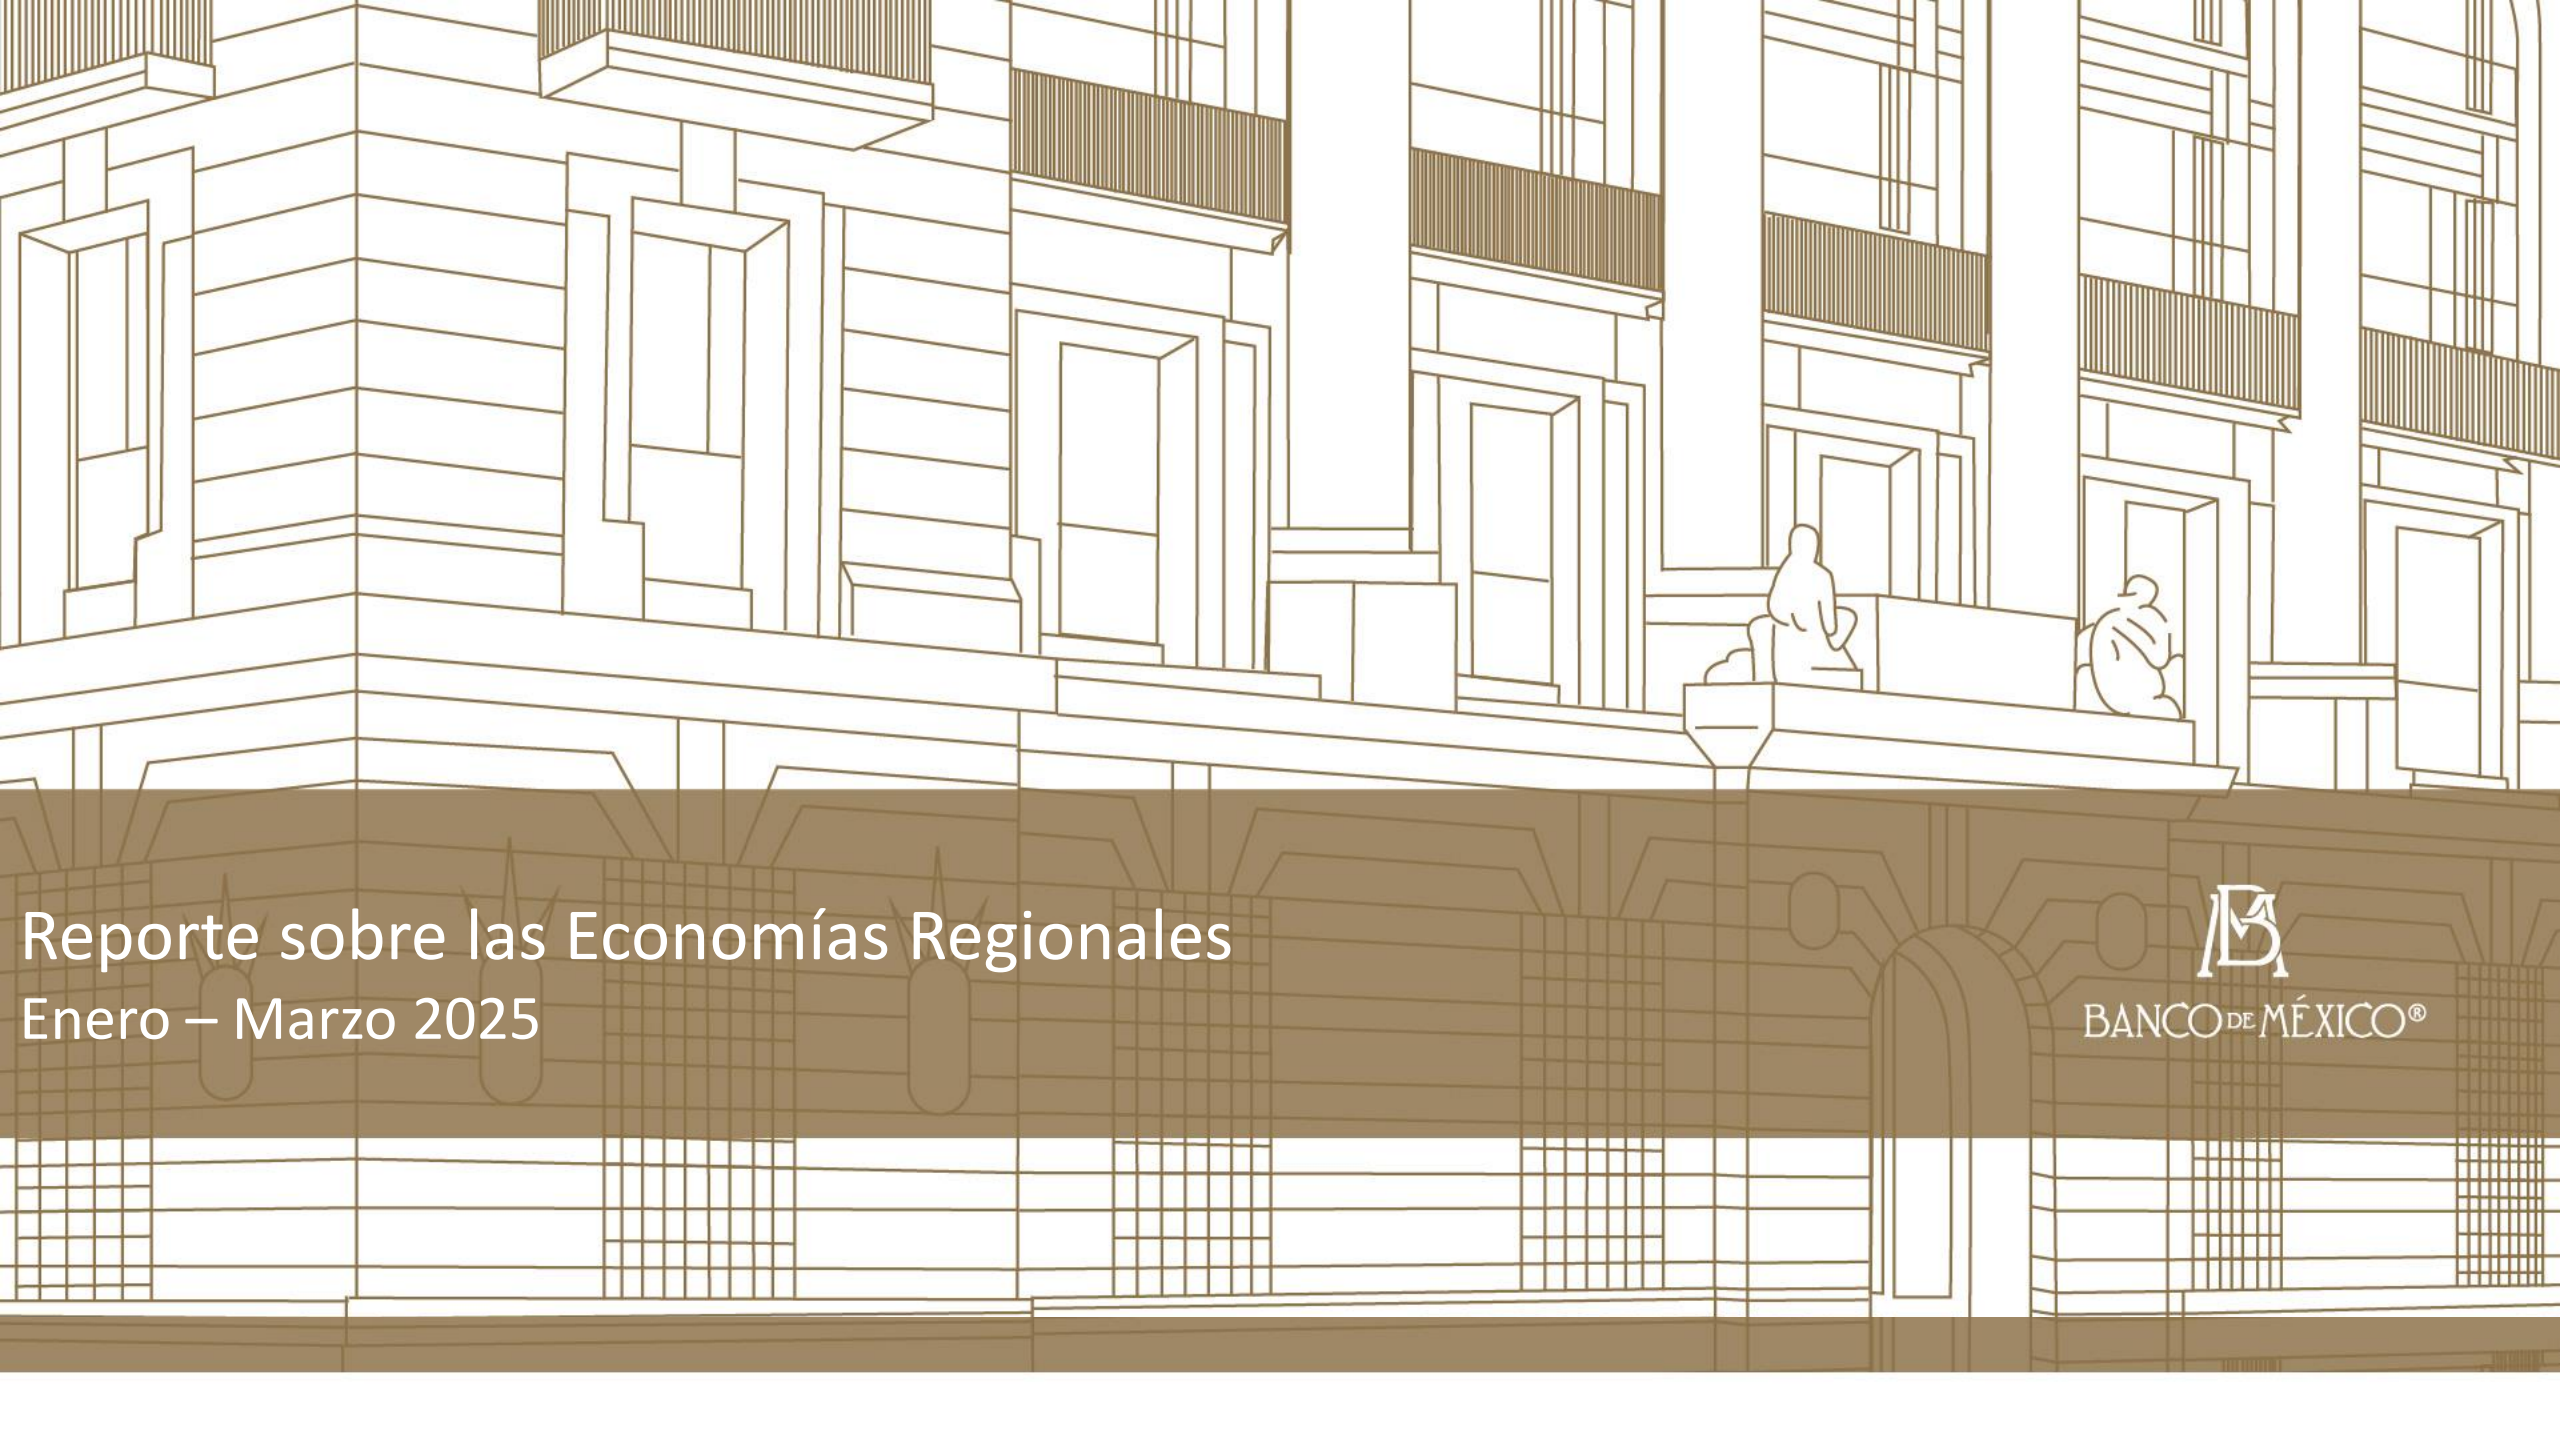 Reporte sobre las Economías Regionales
Enero – Marzo 2025
BANCO DE MÉXICO®